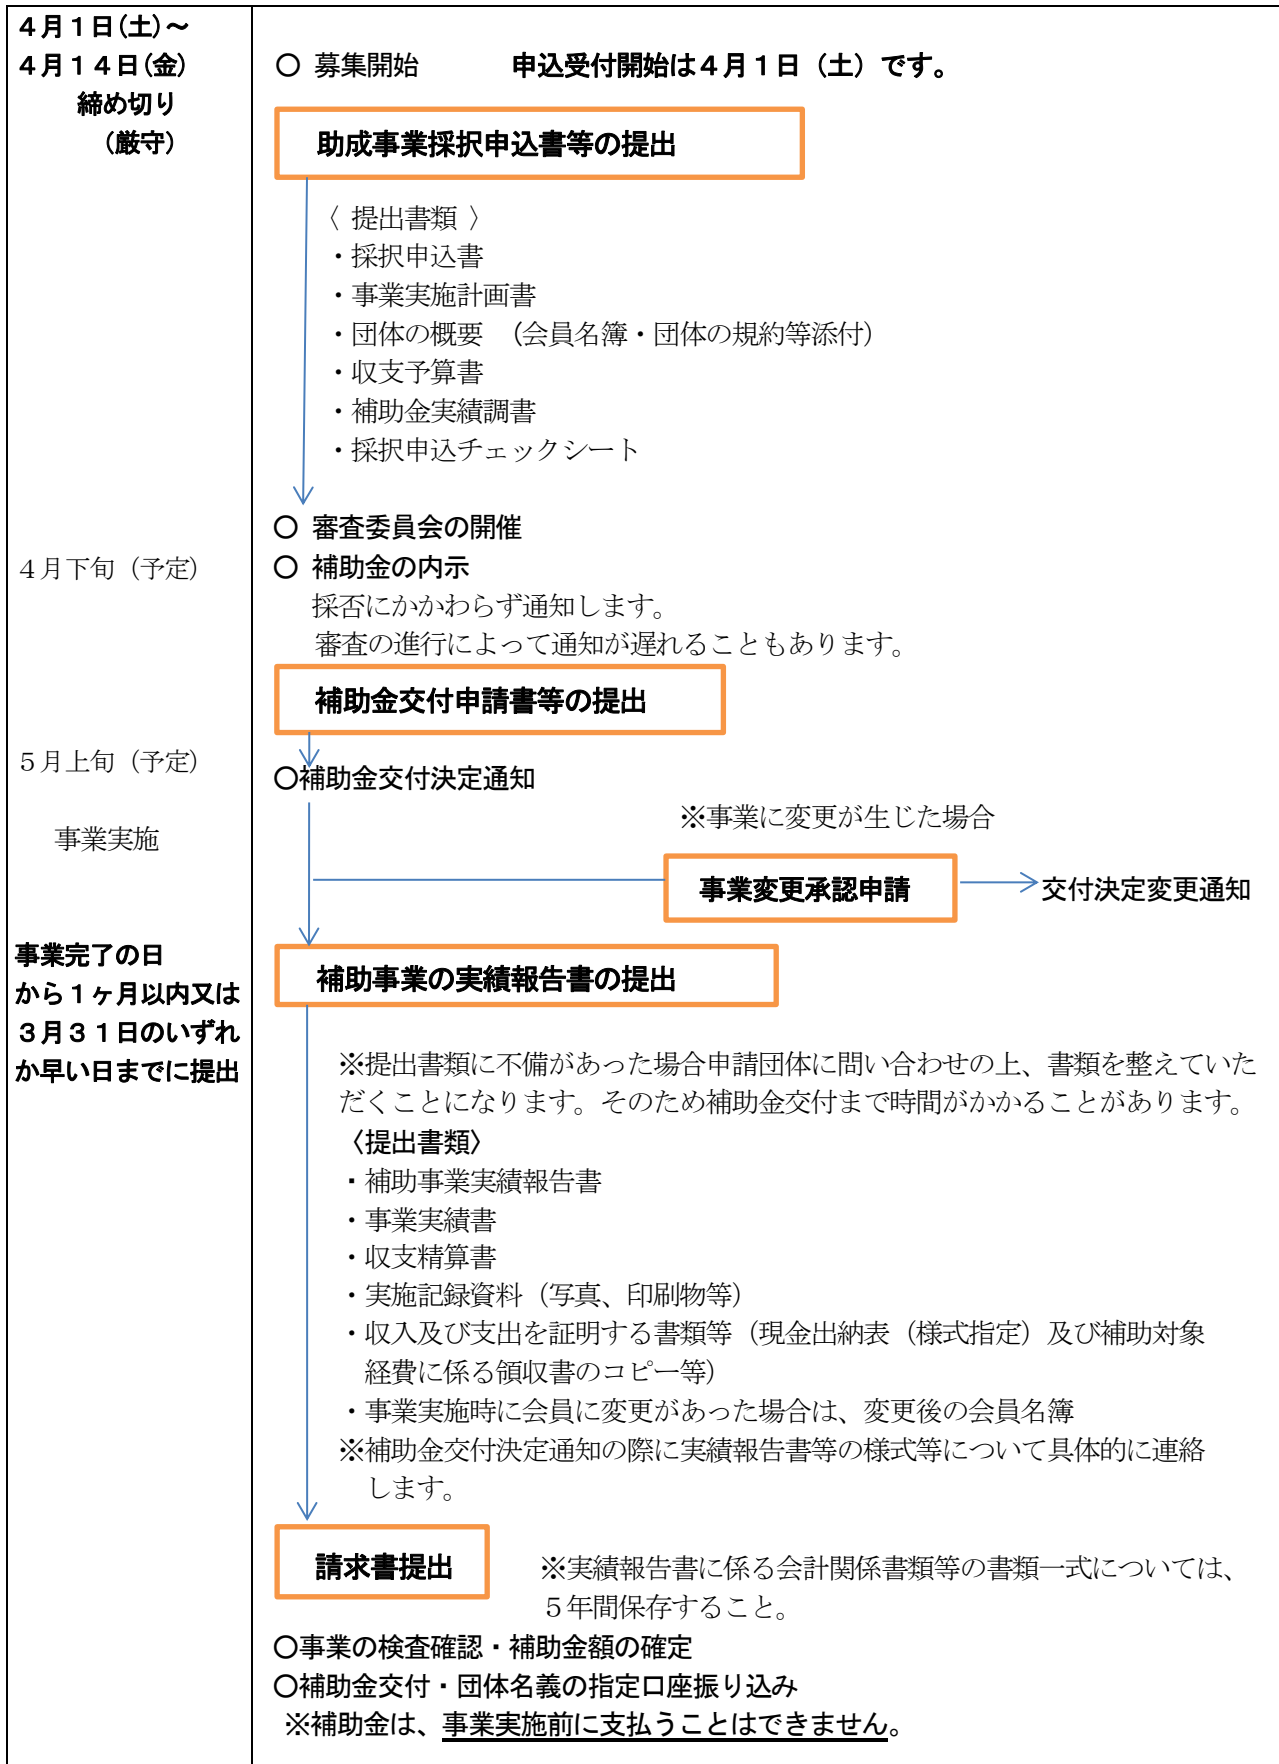 ４月１日(土)～
４月１４日(金)
締め切り
(厳守)
○ 募集開始　　　申込受付開始は４月１日（土）です。
助成事業採択申込書等の提出
〈 提出書類 〉
・採択申込書
・事業実施計画書
・団体の概要　（会員名簿・団体の規約等添付）
・収支予算書
・補助金実績調書
・採択申込チェックシート
○ 審査委員会の開催
４月下旬（予定）
○ 補助金の内示
採否にかかわらず通知します。
審査の進行によって通知が遅れることもあります。
補助金交付申請書等の提出
５月上旬（予定）
○補助金交付決定通知
※事業に変更が生じた場合
事業実施
事業変更承認申請
交付決定変更通知
事業完了の日
から１ヶ月以内又は
３月３１日のいずれ
か早い日までに提出
補助事業の実績報告書の提出
※提出書類に不備があった場合申請団体に問い合わせの上、書類を整えていた
だくことになります。そのため補助金交付まで時間がかかることがあります。
〈提出書類〉
・補助事業実績報告書
・事業実績書
・収支精算書
・実施記録資料（写真、印刷物等）
・収入及び支出を証明する書類等（現金出納表（様式指定）及び補助対象
経費に係る領収書のコピー等）
・事業実施時に会員に変更があった場合は、変更後の会員名簿
※補助金交付決定通知の際に実績報告書等の様式等について具体的に連絡
します。
請求書提出
※実績報告書に係る会計関係書類等の書類一式については、
５年間保存すること。
○事業の検査確認・補助金額の確定
○補助金交付・団体名義の指定口座振り込み
※補助金は、事業実施前に支払うことはできません。